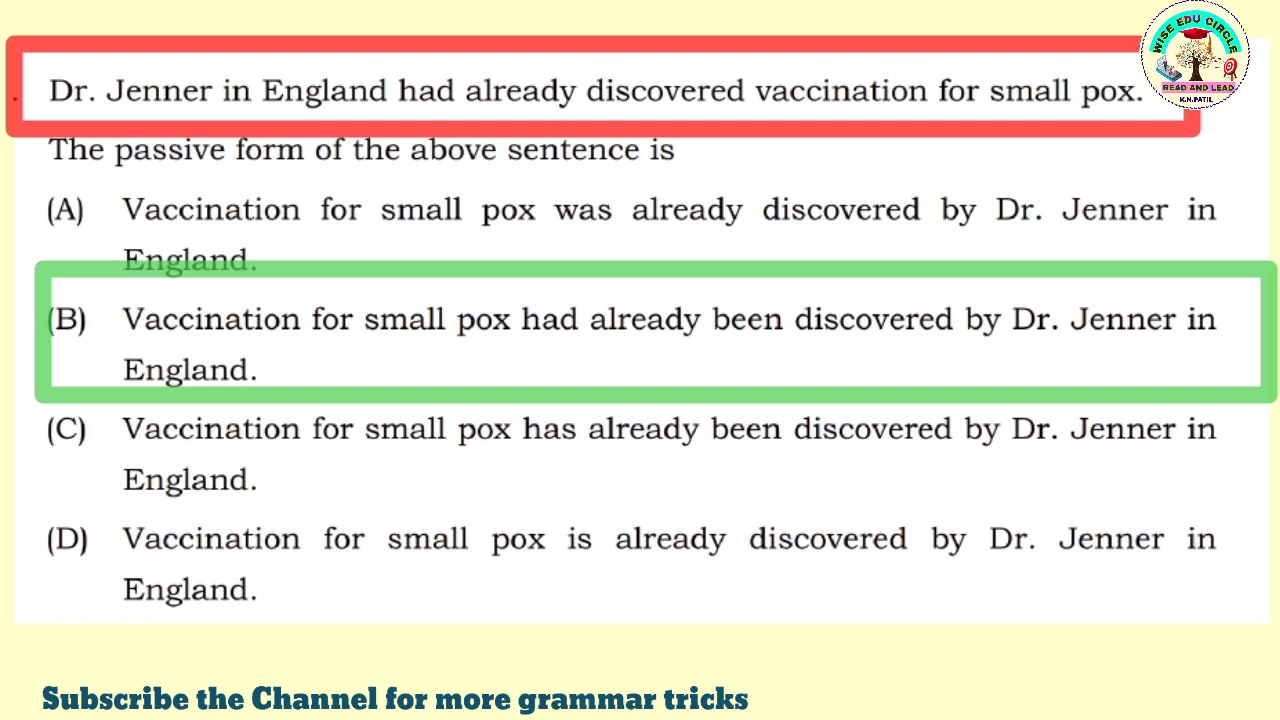 WISE EDU CIRCLE
READ AND LEAD
K.N.PATIL
. Dr. Jenner in England had already discovered vaccination for small pox.
The passive form of the above sentence is
(A) Vaccination for small pox was already discovered by Dr. Jenner in
England.
(B) Vaccination for small pox had already been discovered by Dr. Jenner in
England.
(C) Vaccination for small pox has already been discovered by Dr. Jenner in
England.
(D) Vaccination for small pox is already discovered by Dr. Jenner in
England.
Subscribe the Channel for more grammar tricks